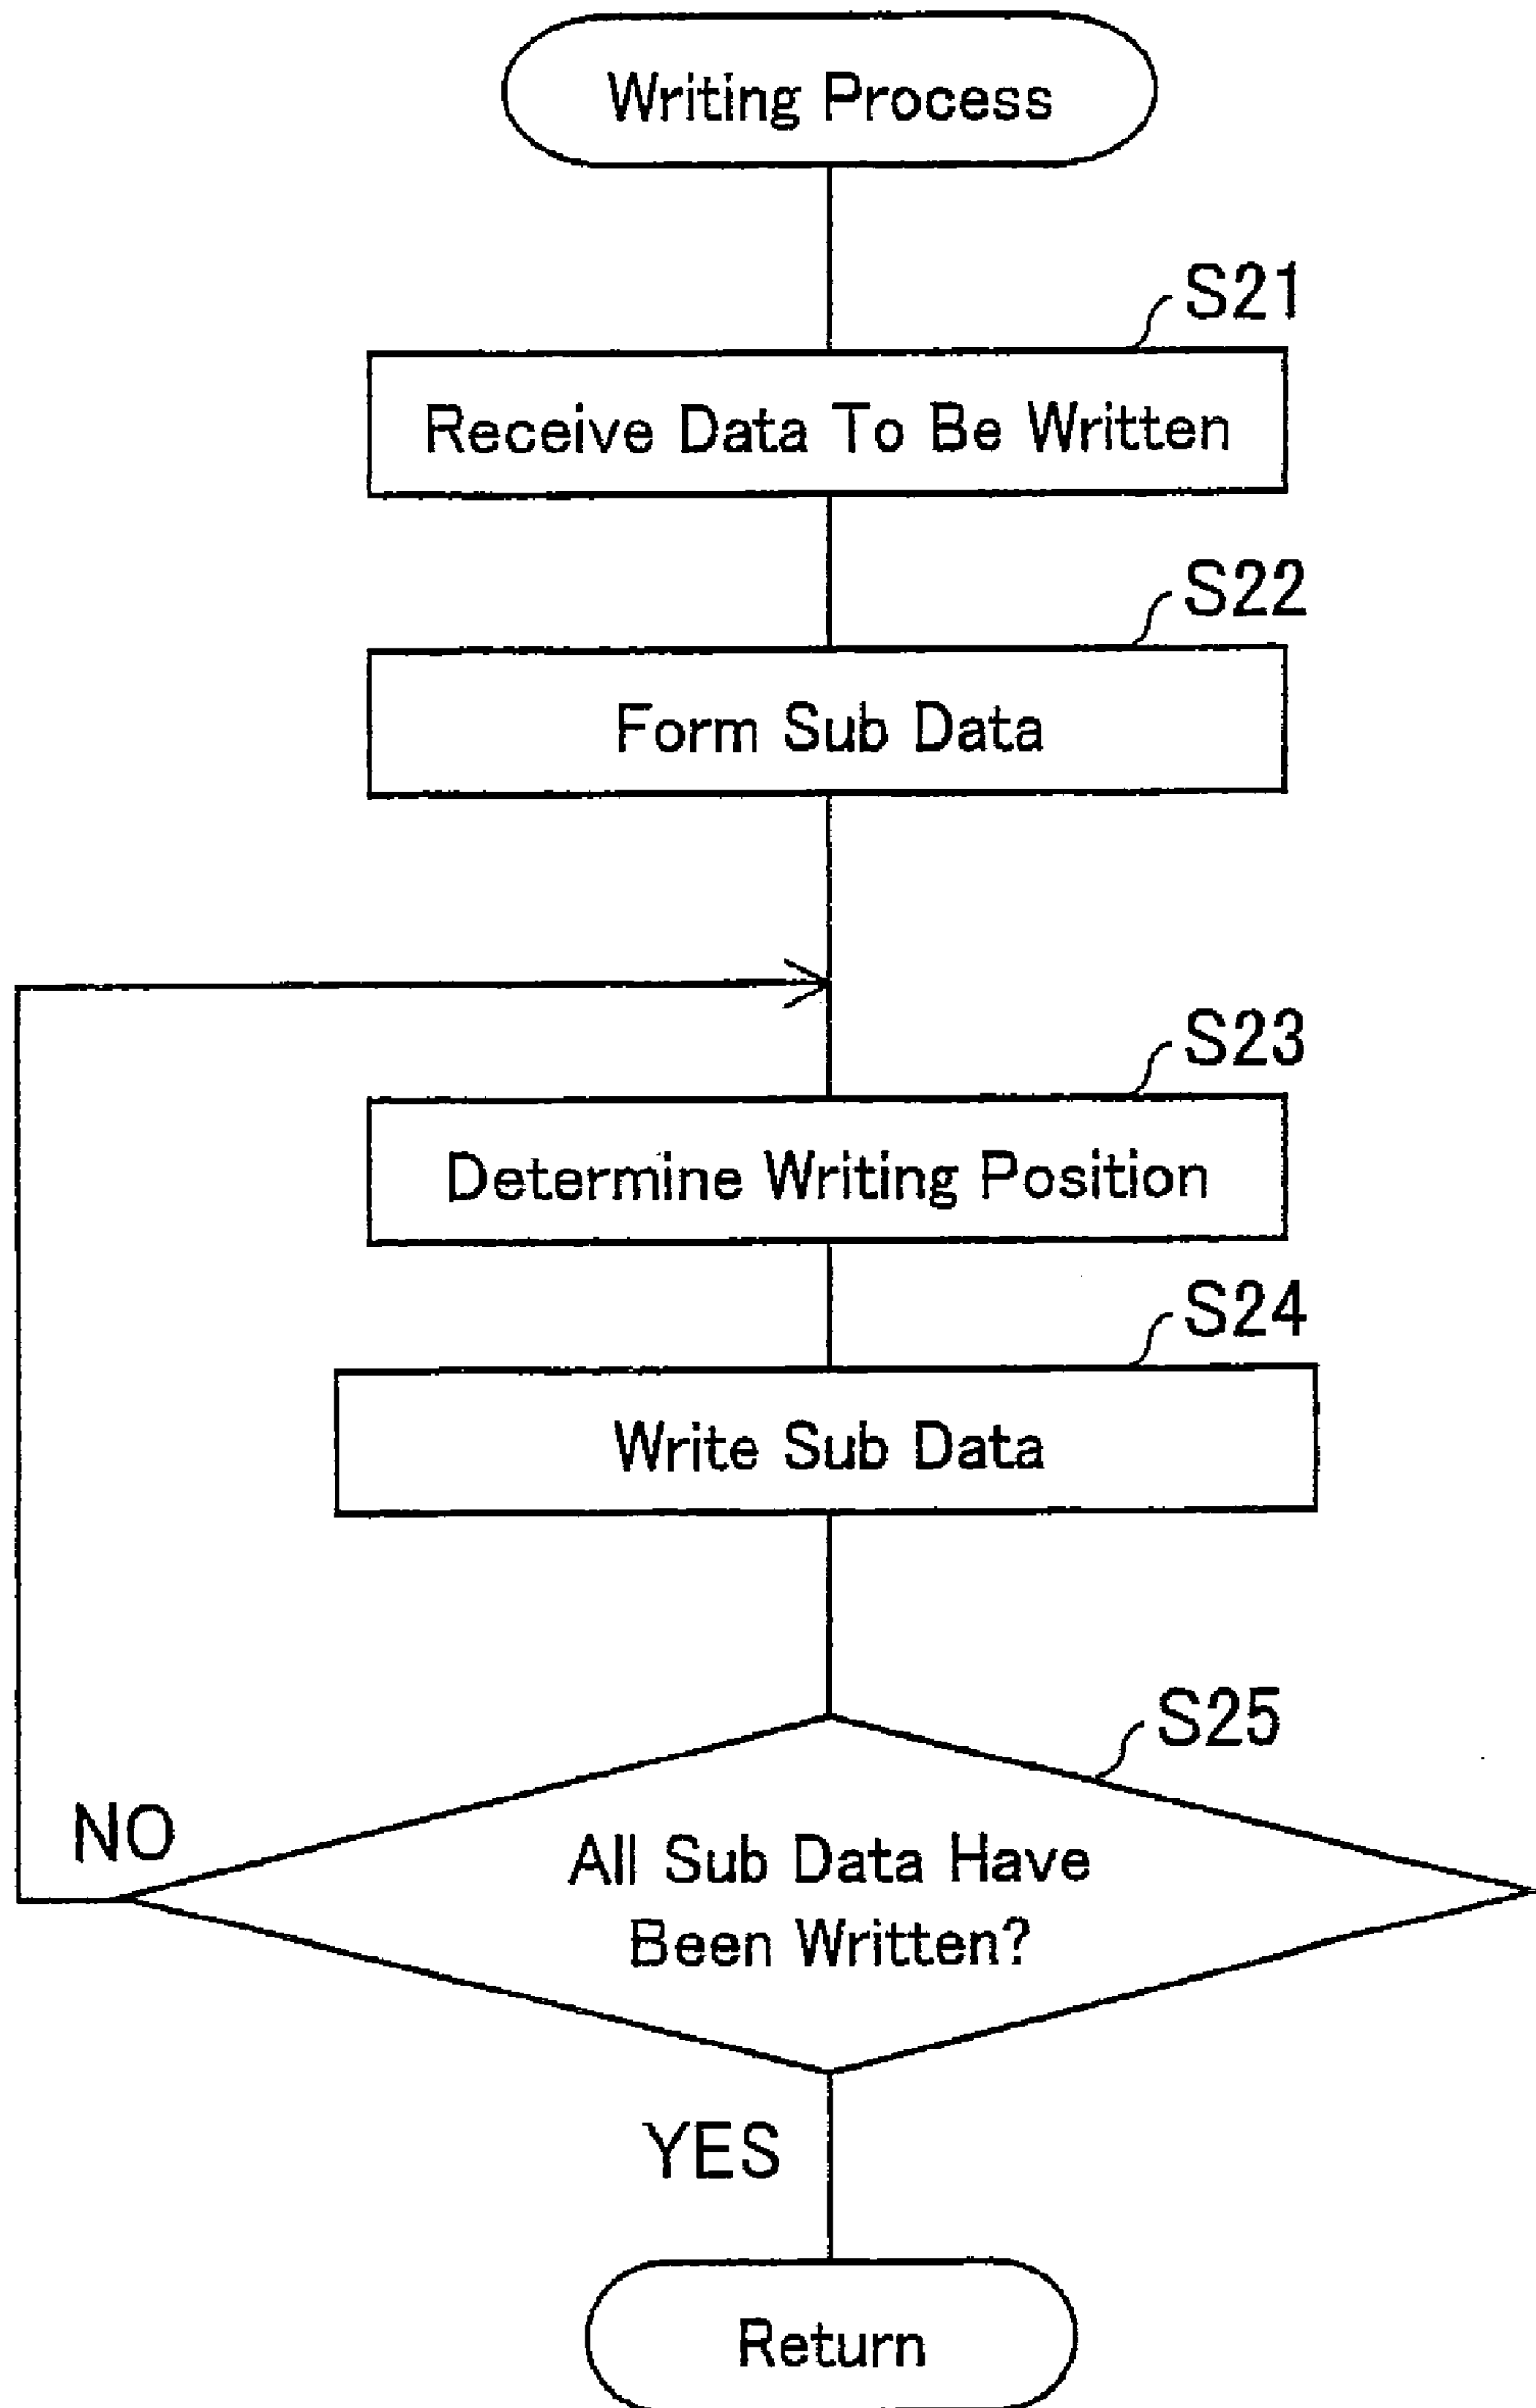 Writing Process
S21
Receive Data To Be Written
S22
Form Sub Data
S23
Determine Writing Position
S24
Write Sub Data
S25
NO
All Sub Data Have
Been Written?
YES
Return